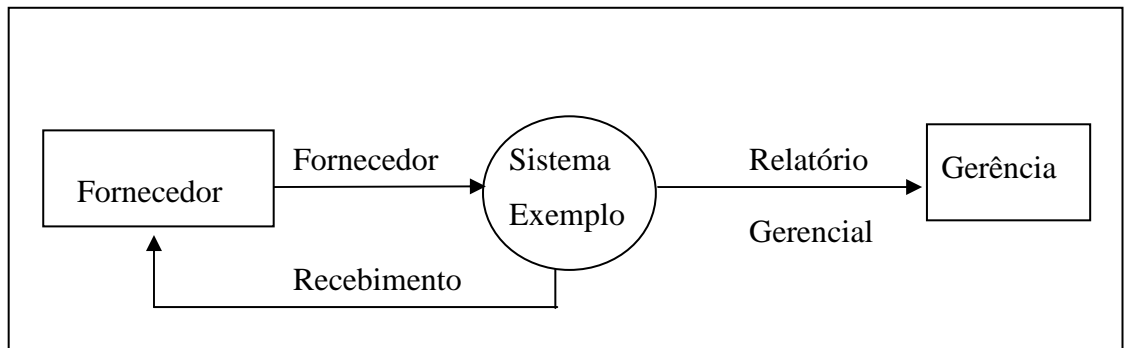 Fornecedor
Fornecedor
Sistema
Exemplo
Relatório
Gerencial
Gerência
Recebimento